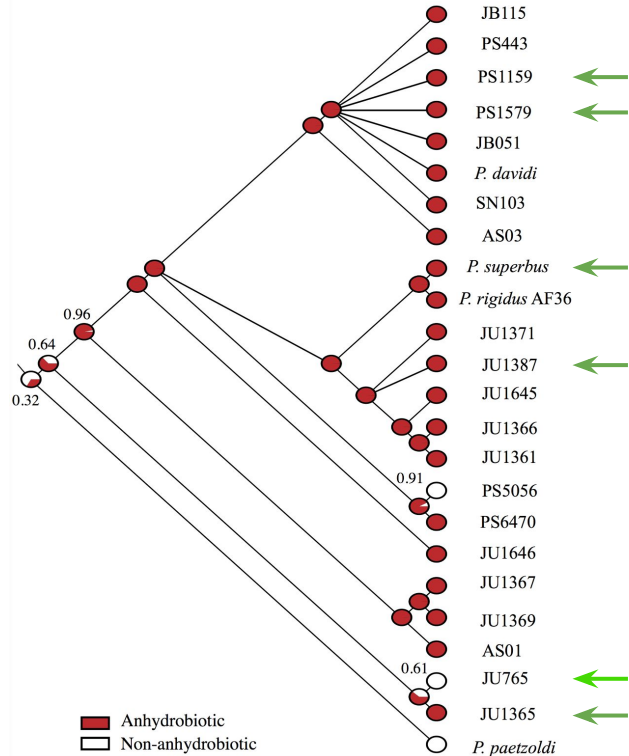 JB115
PS443
PS1159
PS1579
JB051
P. davidi
SN103
AS03
P. superbus
P. rigidus AF36
0.96
JU1371
0.64
JU1387
0.32
JU1645
JU1366
JU1361
0.91
PS5056
PS6470
JU1646
JU1367
JU1369
AS01
0.61
JU765
JU1365
Anhydrobiotic
Non-anhydrobiotic
P. paetzoldi